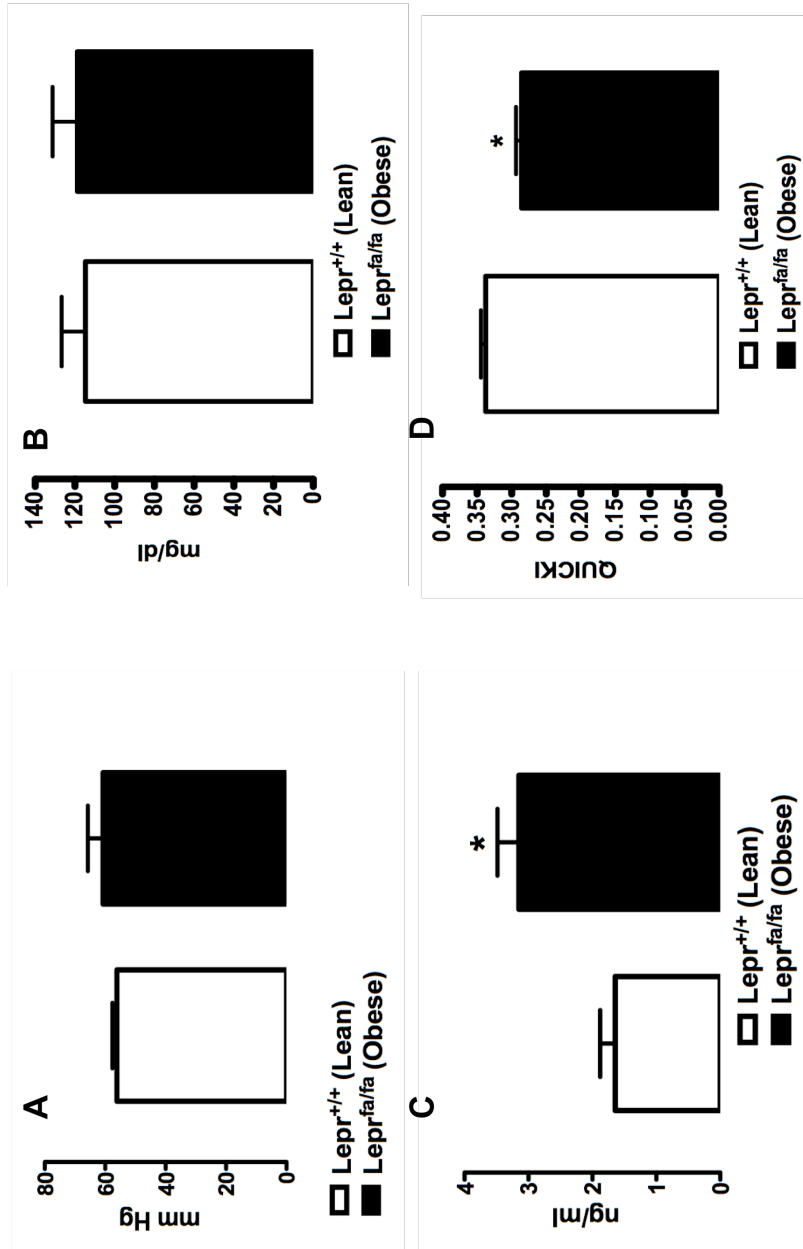 A
mm Hg
80
60
40
20
0
Lepr+/+ (Lean)
Leprfa/fa (Obese)
B
mg/dl
140
120
100
80
60
40
20
0
Lepr+/+ (Lean)
Leprfa/fa (Obese)
C
ng/ml
4
3
2
1
0
*
Lepr+/+ (Lean)
Leprfa/fa (Obese)
D
QUICKI
0.40
0.35
0.30
0.25
0.20
0.15
0.10
0.05
0.00
*
Lepr+/+ (Lean)
Leprfa/fa (Obese)